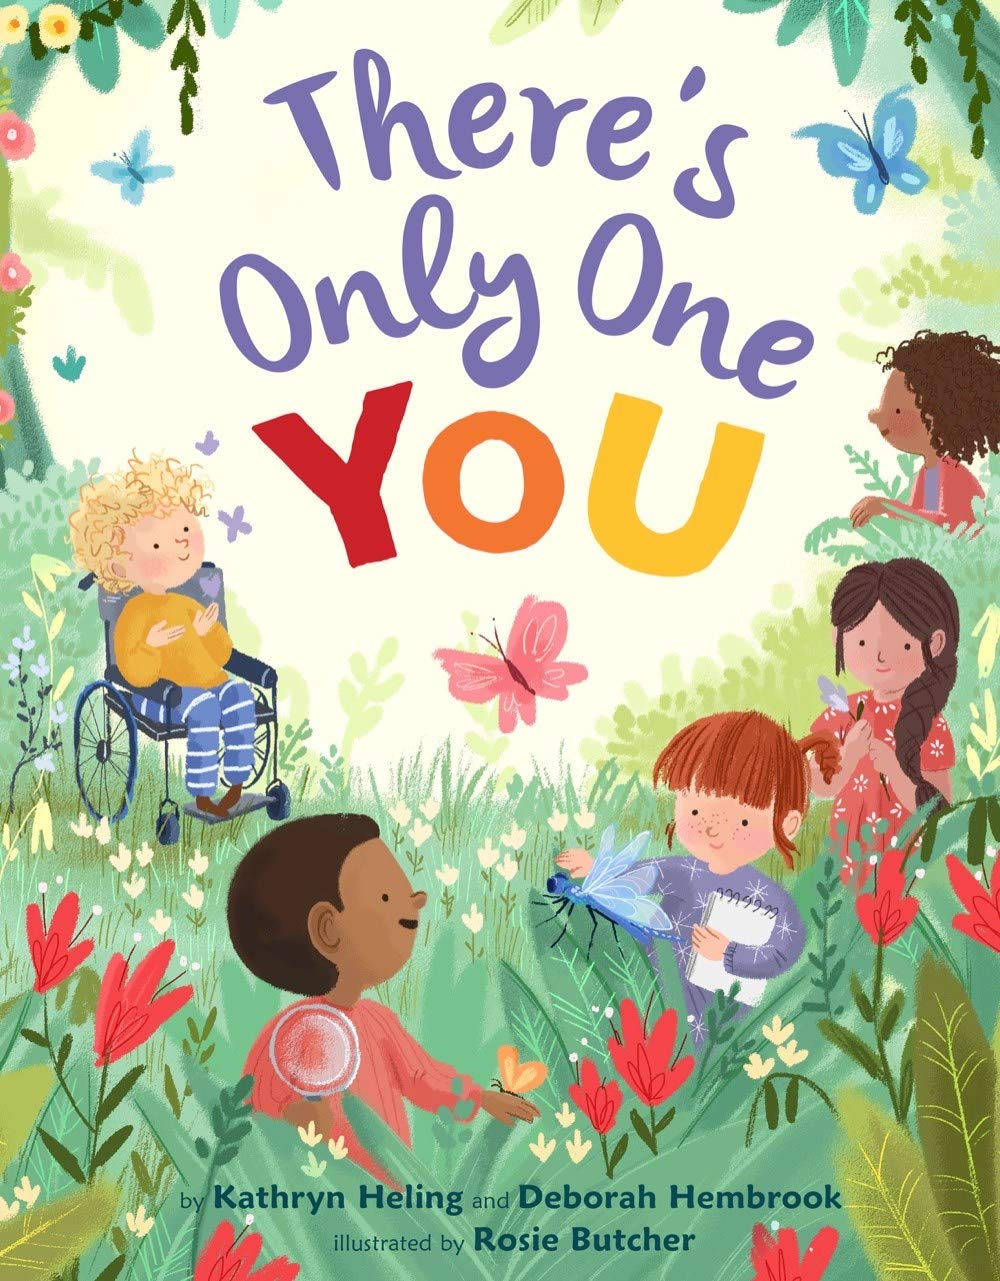 There's
Only One
YOU
by Kathryn Heling and Deborah Hembrook
illustrated by Rosie Butcher